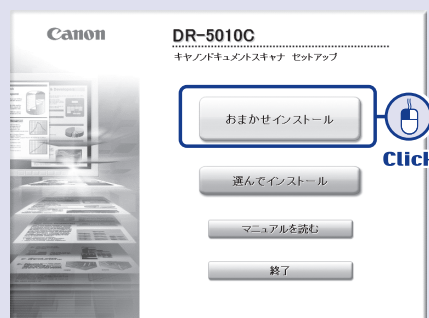 Canon
DR-5010C
キヤノンドキュメントスキャナ セットアップ
おまかせインストール
Click
選んでインストール
マニュアルを読む
終了